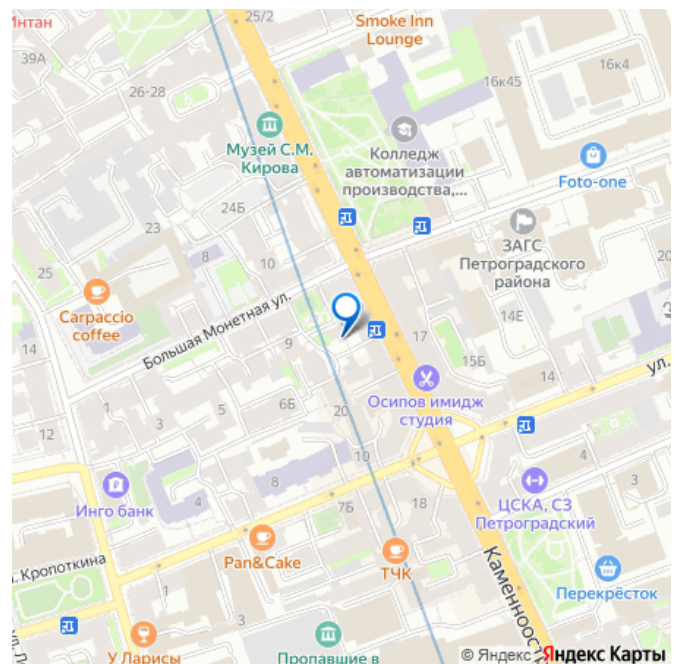 Интан
25/2
Smoke Inn
Lounge
39А
26-28
16к45
16к4
Музей С.М.
Кирова
Колледж
автоматизации
производства,...
Foto-one
24Б
23
8
10
ЗАГС
Петроградского
района
25
Carpaccio
coffee
Большая Монетная ул.
14
9
17
14Е
15Б
14
ул.
Осипов имидж
студия
1
3
5
6Б
20
12
10
4
3
Инго банк
4
8
7Б
18
ЦСКА, СЗ
Петроградский
Pan&Cake
ТЧК
Кропоткина
Перекрёсток
Каменноост
У Ларисы
Пропавшие в
© Яндекс Яндекс Карты